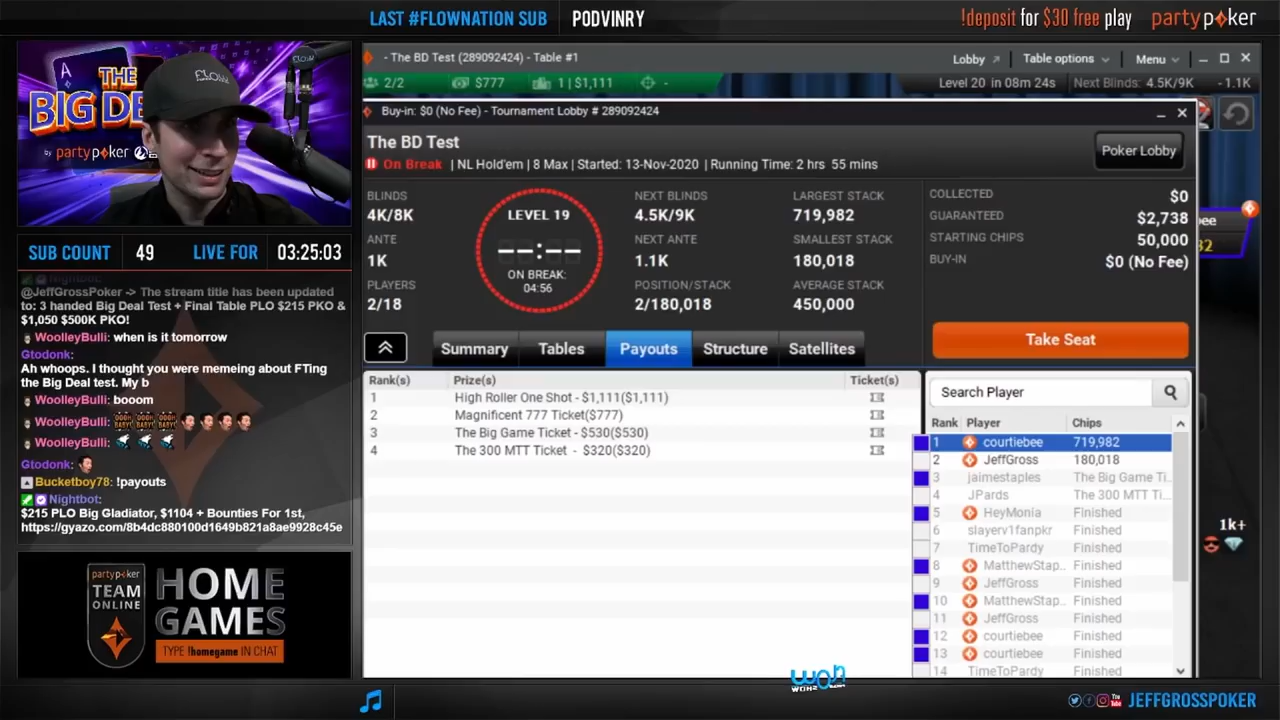 LAST #FLOWNATION SUB
PODVINRY
!deposit for $30 free play
partypoker
A
THE
BIG DE
by partypoker
FLOW
SUB COUNT 49 LIVE FOR 03:25:03
Nightbot:
@JeffGrossPoker -> The stream title has been updated
to: 3 handed Big Deal Test + Final Table PLO $215 PKO &
$1,050 $500K PKO!
WoolleyBulli: when is it tomorrow
Gtodonk:
Ah whoops. I thought you were memeing about FTing
the Big Deal test. My b
WoolleyBulli: booom
WoolleyBulli:
WoolleyBulli:
Gtodonk:
Bucketboy78: !payouts
Nightbot:
$215 PLO Big Gladiator, $1104 + Bounties For 1st,
https://gyazo.com/8b4dc880100d1649b821a8ae9928c45e
partypoker
TEAM
ONLINE
HOME
GAMES
TYPE !homegame IN CHAT
- The BD Test (289092424) - Table #1
Lobby
Table options
Menu
2/2 $777 1 | $1,111 -
Level 20 in 08m 24s Next Blinds: 4.5K/9K - 1.1K
Buy-in: $0 (No Fee) - Tournament Lobby # 289092424
The BD Test
On Break | NL Hold'em | 8 Max | Started: 13-Nov-2020 | Running Time: 2 hrs 55 mins
Poker Lobby
BLINDS
4K/8K
ANTE
1K
PLAYERS
2/18
LEVEL 19
--:--
ON BREAK:
04:56
NEXT BLINDS
4.5K/9K
NEXT ANTE
1.1K
POSITION/STACK
2/180,018
LARGEST STACK
719,982
SMALLEST STACK
180,018
AVERAGE STACK
450,000
COLLECTED $0
GUARANTEED $2,738
STARTING CHIPS 50,000
BUY-IN $0 (No Fee)
Take Seat
Summary Tables Payouts Structure Satellites
Rank(s) Prize(s) Ticket(s)
1 High Roller One Shot - $1,111($1,111)
2 Magnificent 777 Ticket($777)
3 The Big Game Ticket - $530($530)
4 The 300 MTT Ticket - $320($320)
Search Player
Rank Player Chips
1 courtiebee 719,982
2 JeffGross 180,018
3 jaimestaples The Big Game Ti...
4 JPards The 300 MTT Ti...
5 HeyMonia Finished
6 slayerv1fanpkr Finished
7 TimeToPardy Finished
8 MatthewStap... Finished
9 JeffGross Finished
10 MatthewStap... Finished
11 JeffGross Finished
12 courtiebee Finished
13 courtiebee Finished
14 TimeToPardy Finished
1k+
JEFFGROSSPOKER